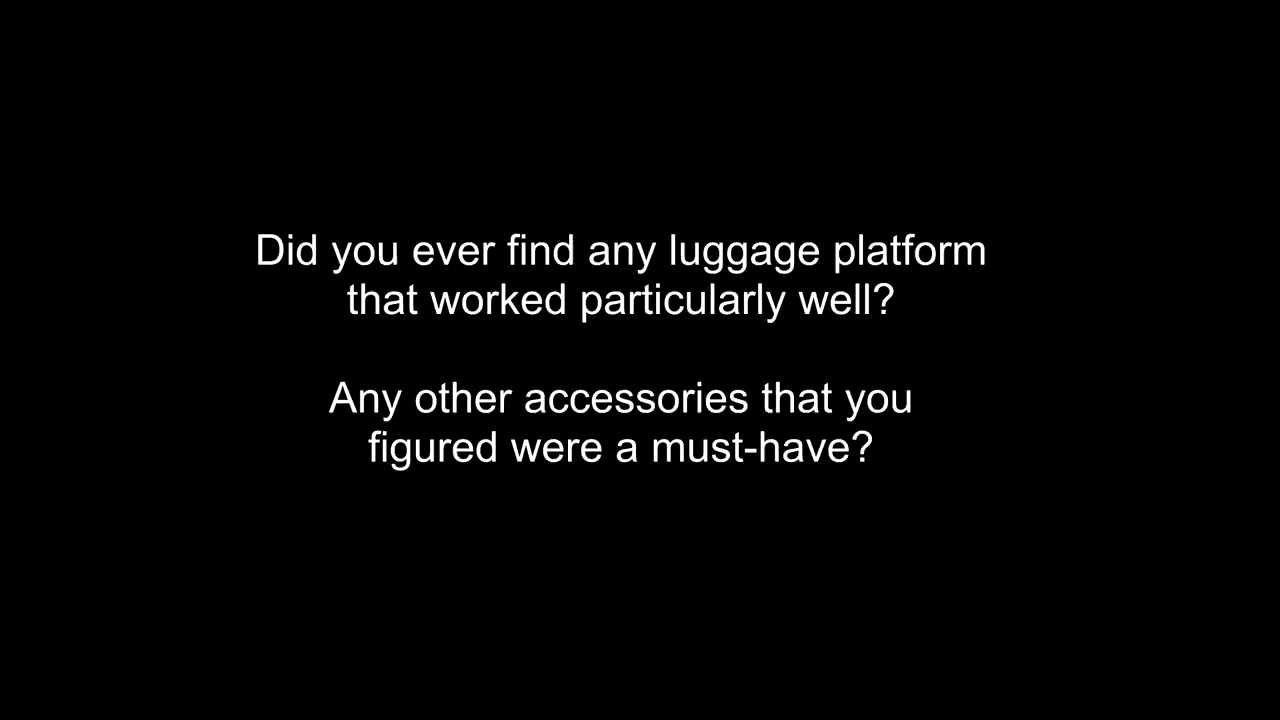 Did you ever find any luggage platform
that worked particularly well?
Any other accessories that you
figured were a must-have?